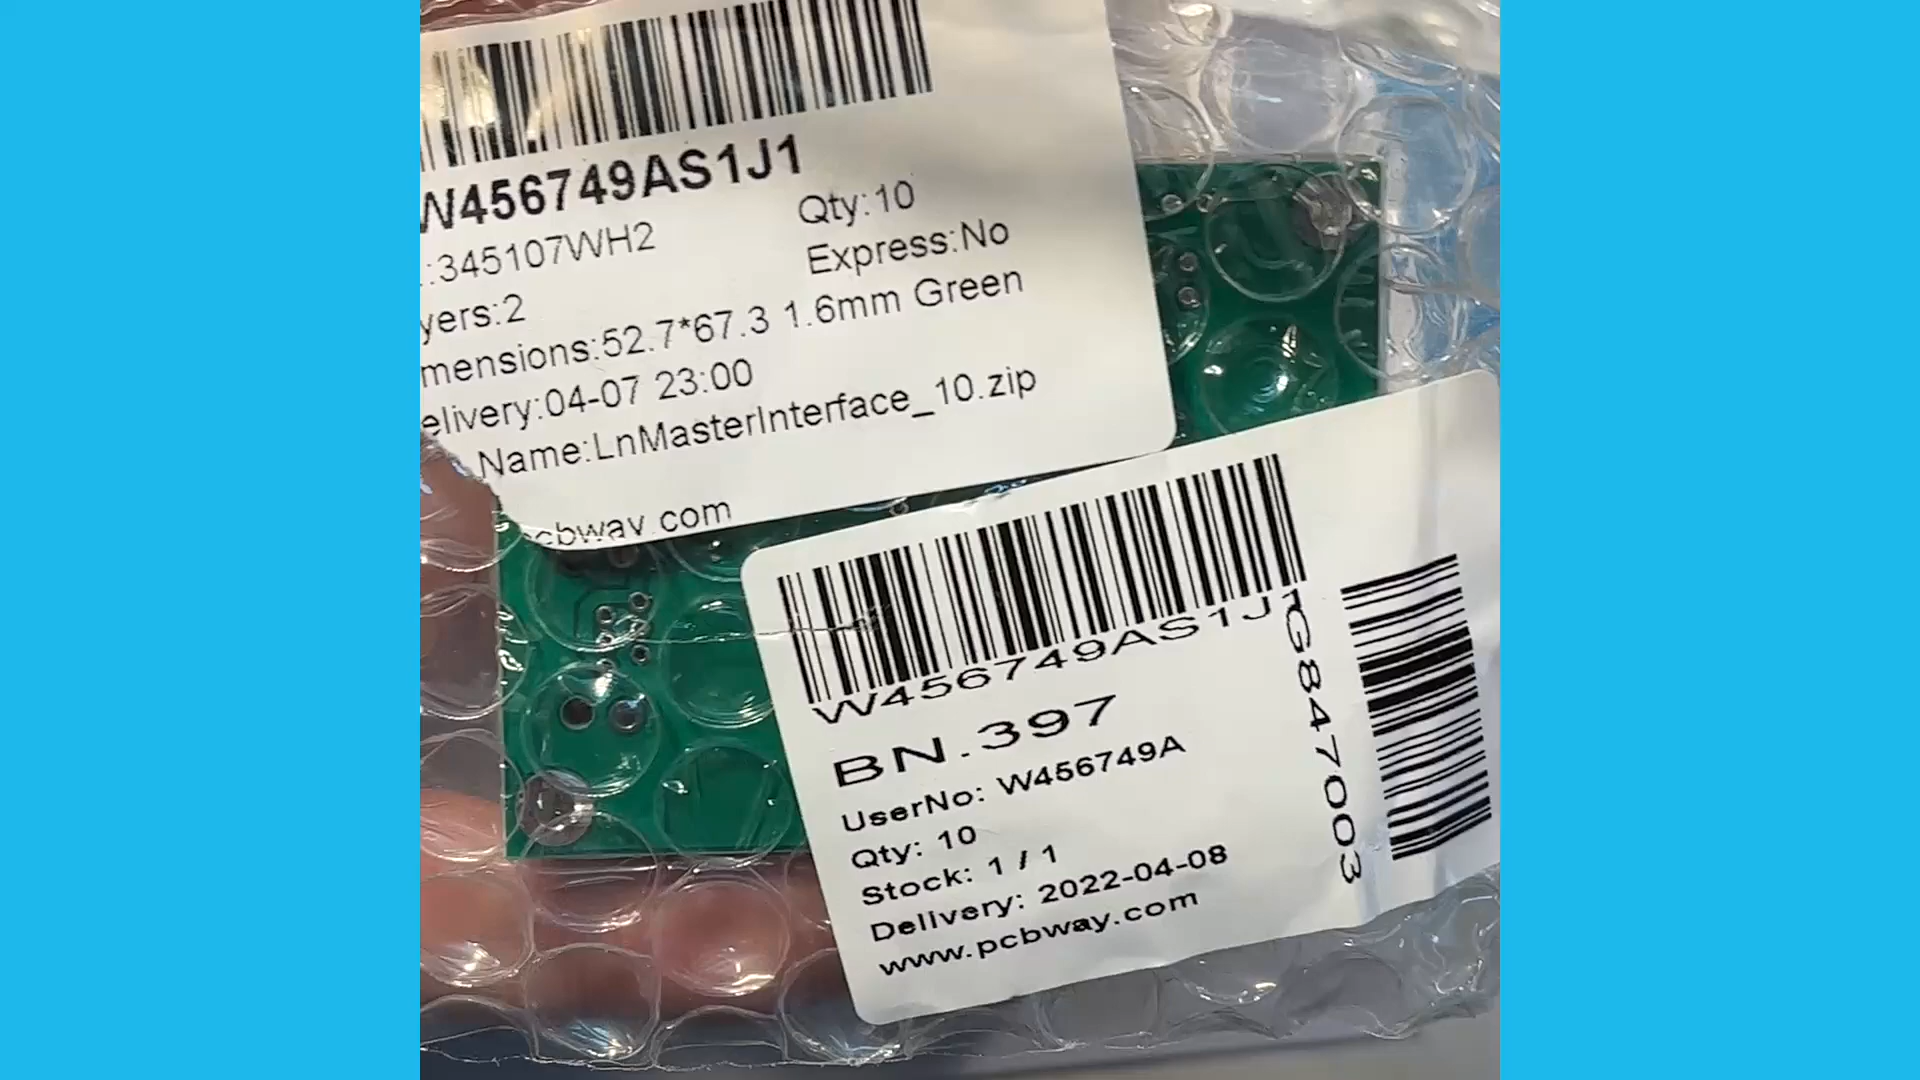 W456749AS1J1
.:345107WH2
Qty:10
yers:2
Express:No
mensions:52.7*67.3 1.6mm Green
elivery:04-07 23:00
Name:LnMasterInterface_10.zip
cbway.com
W456749AS1J1
BN.397
UserNo: W456749A
Qty: 10
Stock: 1 / 1
Delivery: 2022-04-08
www.pcbway.com
G847003